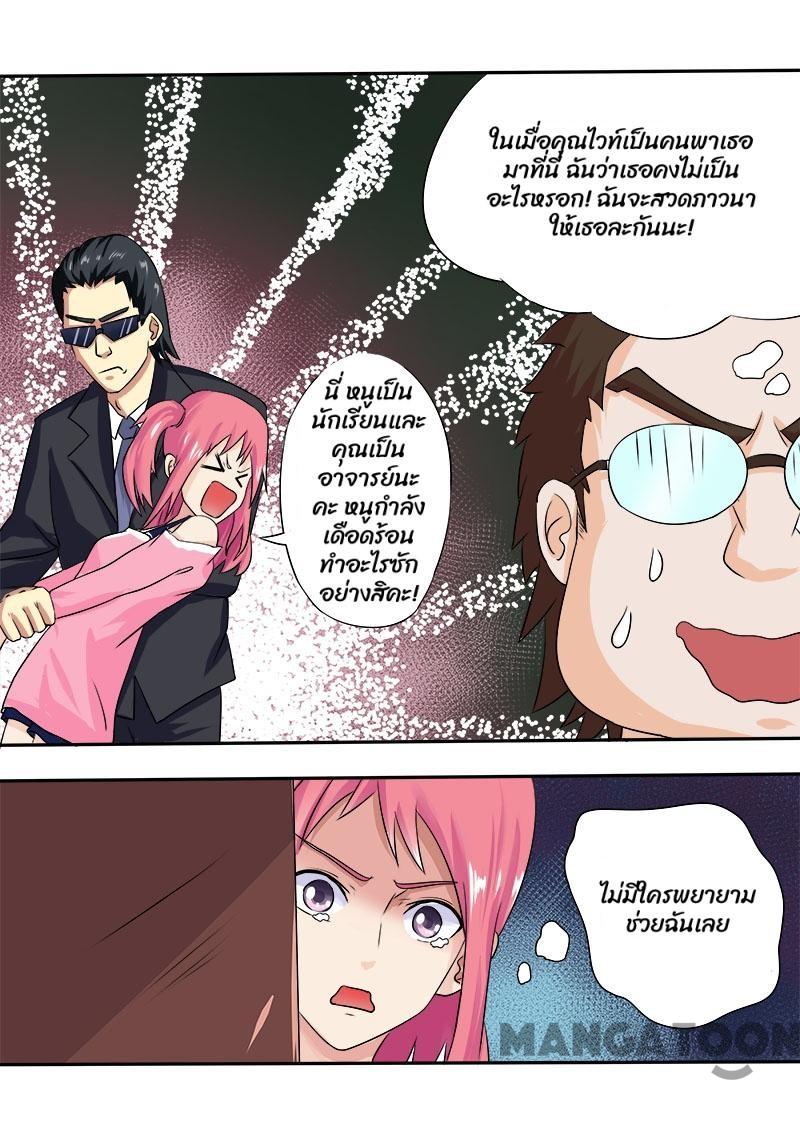 ในเมื่อคุณไวท์เป็นคนพาเธอ
มาที่นี่ ฉันว่าเธอคงไม่เป็น
อะไรหรอก! ฉันจะสวดภาวนา
ให้เธอละกันนะ!
นี่ หนูเป็น
นักเรียนและ
คุณเป็น
อาจารย์นะ
คะ หนูกำลัง
เดือดร้อน
ทำอะไรซัก
อย่างสิคะ!
ไม่มีใครพยายาม
ช่วยฉันเลย
MANGATOON